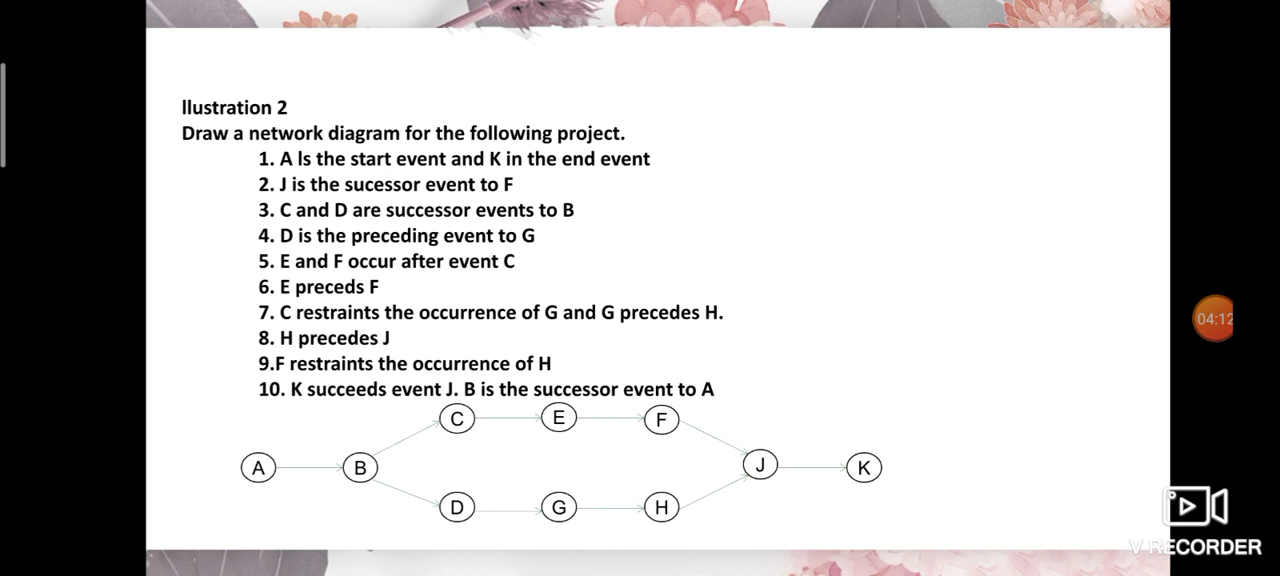 llustration 2
Draw a network diagram for the following project.
1. A ls the start event and K in the end event
2. J is the sucessor event to F
3. C and D are successor events to B
4. D is the preceding event to G
5. E and F occur after event C
6. E preceds F
7. C restraints the occurrence of G and G precedes H.
8. H precedes J
9.F restraints the occurrence of H
10. K succeeds event J. B is the successor event to A
C E F
A B J K
D G H
04:12
V RECORDER